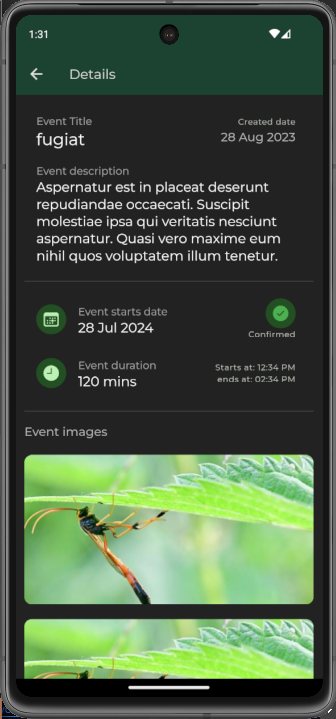 1:31
Details
Event Title
Created date
fugiat
28 Aug 2023
Event description
Aspernatur est in placeat deserunt
repudiandae occaecati. Suscipit
molestiae ipsa qui veritatis nesciunt
aspernatur. Quasi vero maxime eum
nihil quos voluptatem illum tenetur.
Event starts date
28 Jul 2024
Confirmed
Event duration
120 mins
Starts at: 12:34 PM
ends at: 02:34 PM
Event images